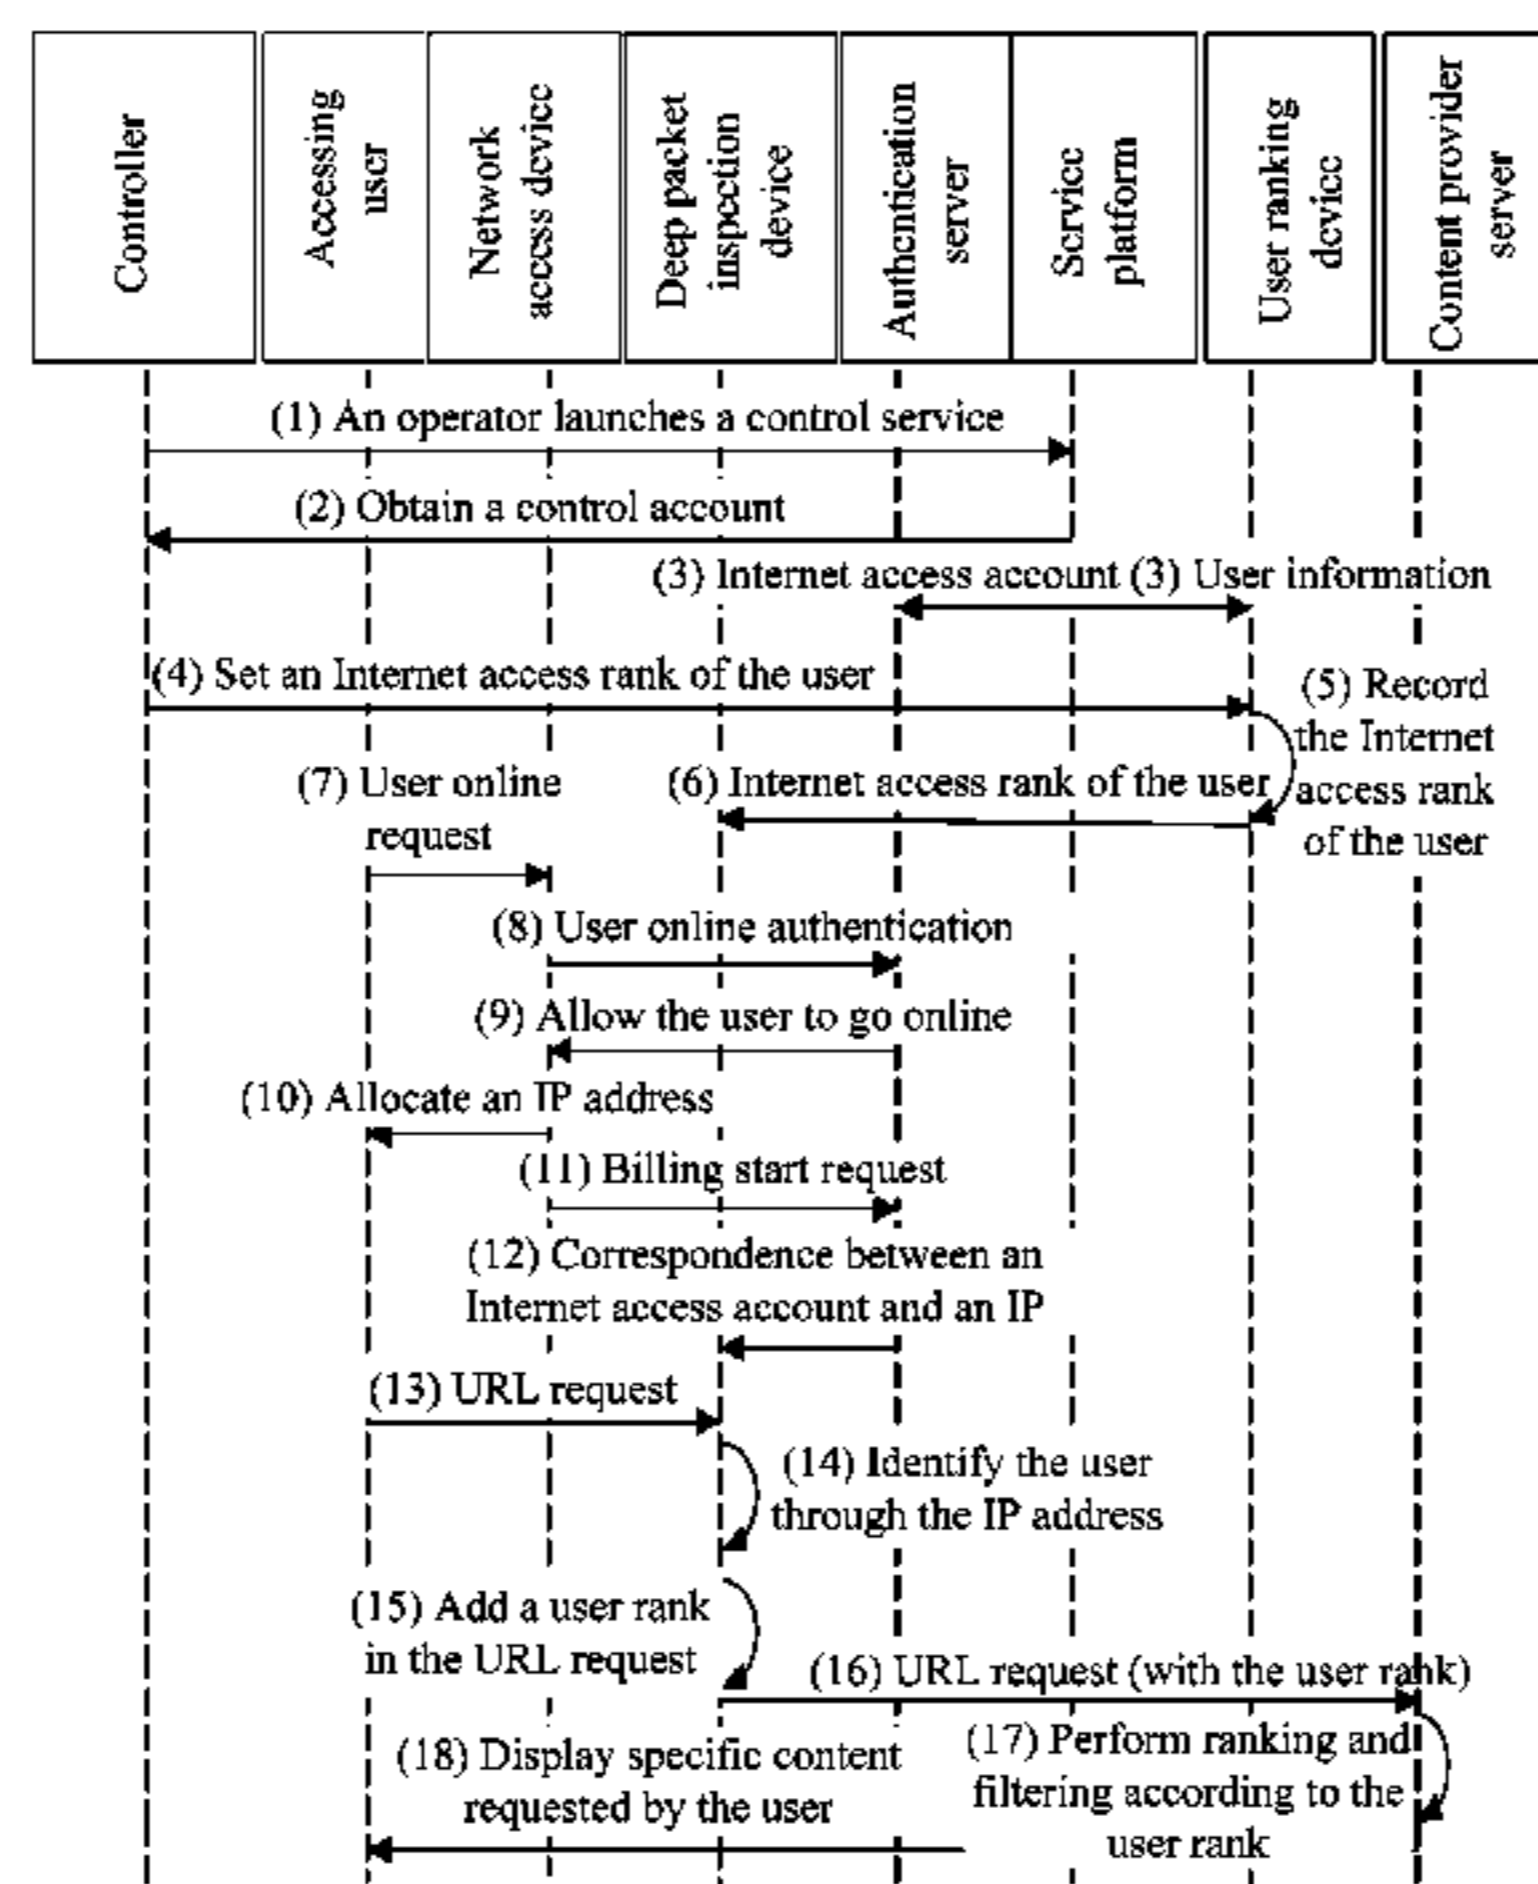 Controller
Accessing
user
Network
access device
Deep packet
inspection
device
Authentication
server
Service
platform
User ranking
device
Content provider
server
(1) An operator launches a control service
(2) Obtain a control account
(3) Internet access account (3) User information
(4) Set an Internet access rank of the user
(5) Record
the Internet
access rank
of the user
(6) Internet access rank of the user
(7) User online
request
(8) User online authentication
(9) Allow the user to go online
(10) Allocate an IP address
(11) Billing start request
(12) Correspondence between an
Internet access account and an IP
(13) URL request
(14) Identify the user
through the IP address
(15) Add a user rank
in the URL request
(16) URL request (with the user rank)
(17) Perform ranking and
filtering according to the
user rank
(18) Display specific content
requested by the user